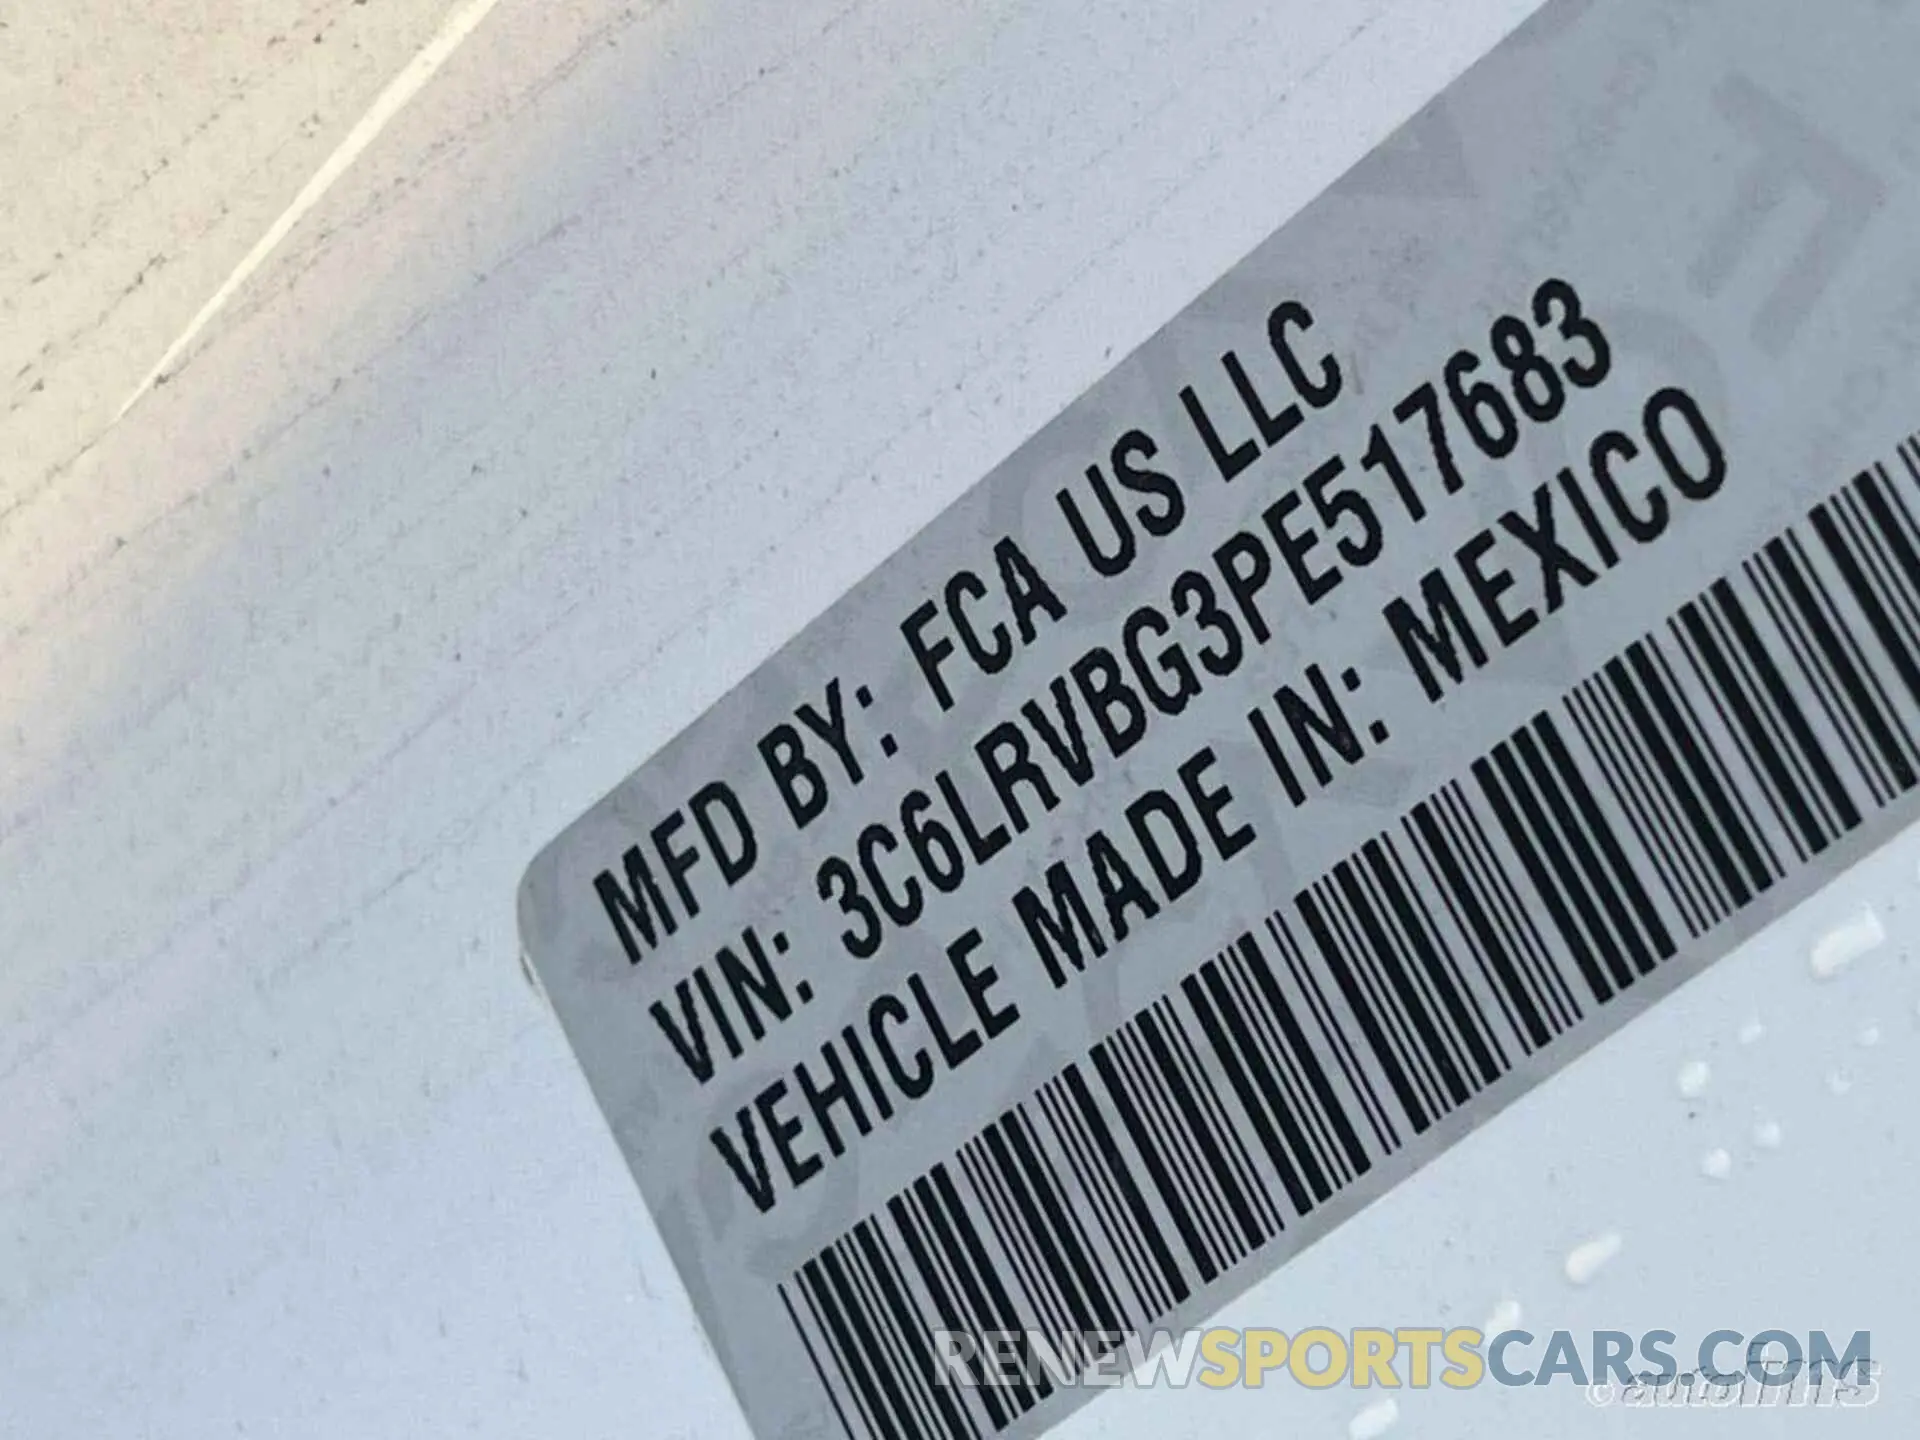 MFD BY: FCA US LLC
VIN: 3C6LRVBG3PE517683
VEHICLE MADE IN: MEXICO
RENEWSPORTSCARS.COM